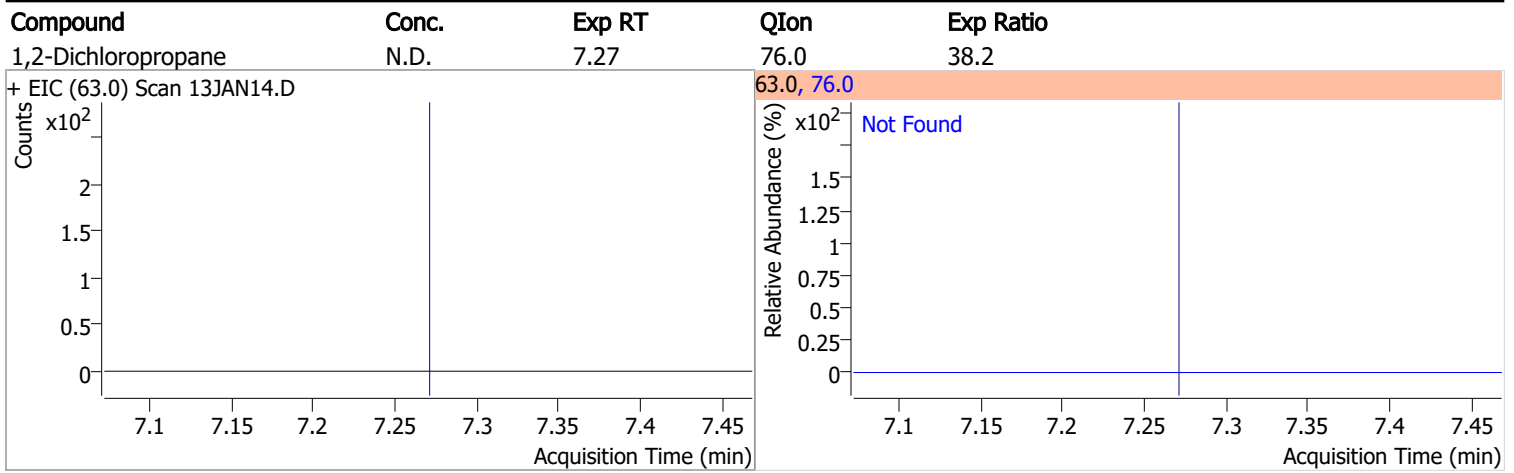 Compound Conc. Exp RT QIon Exp Ratio
1,2-Dichloropropane N.D. 7.27 76.0 38.2
+ EIC (63.0) Scan 13JAN14.D
Counts
x10²
2
1.5
1
0.5
0
7.1 7.15 7.2 7.25 7.3 7.35 7.4 7.45
Acquisition Time (min)
63.0, 76.0
Relative Abundance (%)
x10²
Not Found
1.5
1.25
1
0.75
0.5
0.25
0
7.1 7.15 7.2 7.25 7.3 7.35 7.4 7.45
Acquisition Time (min)